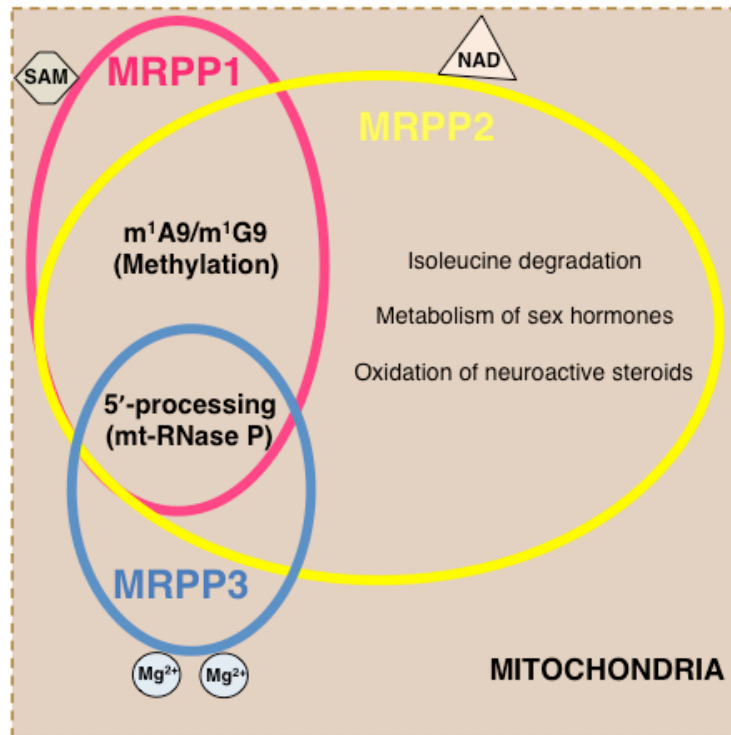 SAM
MRPP1
NAD
MRPP2
m¹A9/m¹G9
(Methylation)
Isoleucine degradation
Metabolism of sex hormones
Oxidation of neuroactive steroids
5′-processing
(mt-RNase P)
MRPP3
Mg²⁺ Mg²⁺
MITOCHONDRIA